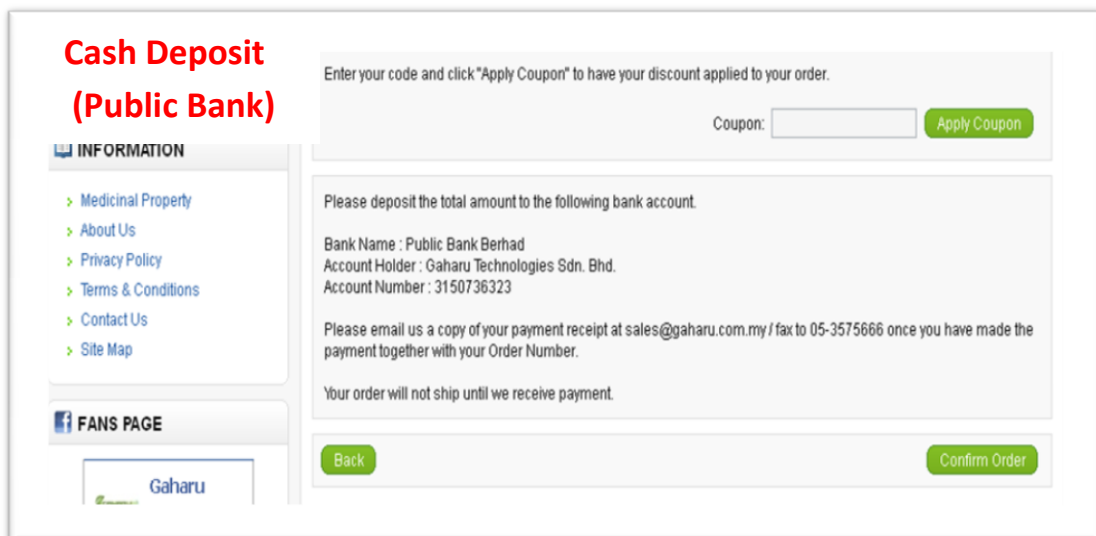 Cash Deposit
(Public Bank)
INFORMATION
Medicinal Property
About Us
Privacy Policy
Terms & Conditions
Contact Us
Site Map
FANS PAGE
Gaharu
Enter your code and click "Apply Coupon" to have your discount applied to your order.
Coupon:
Apply Coupon
Please deposit the total amount to the following bank account.
Bank Name : Public Bank Berhad
Account Holder : Gaharu Technologies Sdn. Bhd.
Account Number : 3150736323
Please email us a copy of your payment receipt at sales@gaharu.com.my / fax to 05-3575666 once you have made the
payment together with your Order Number.
Your order will not ship until we receive payment.
Back
Confirm Order